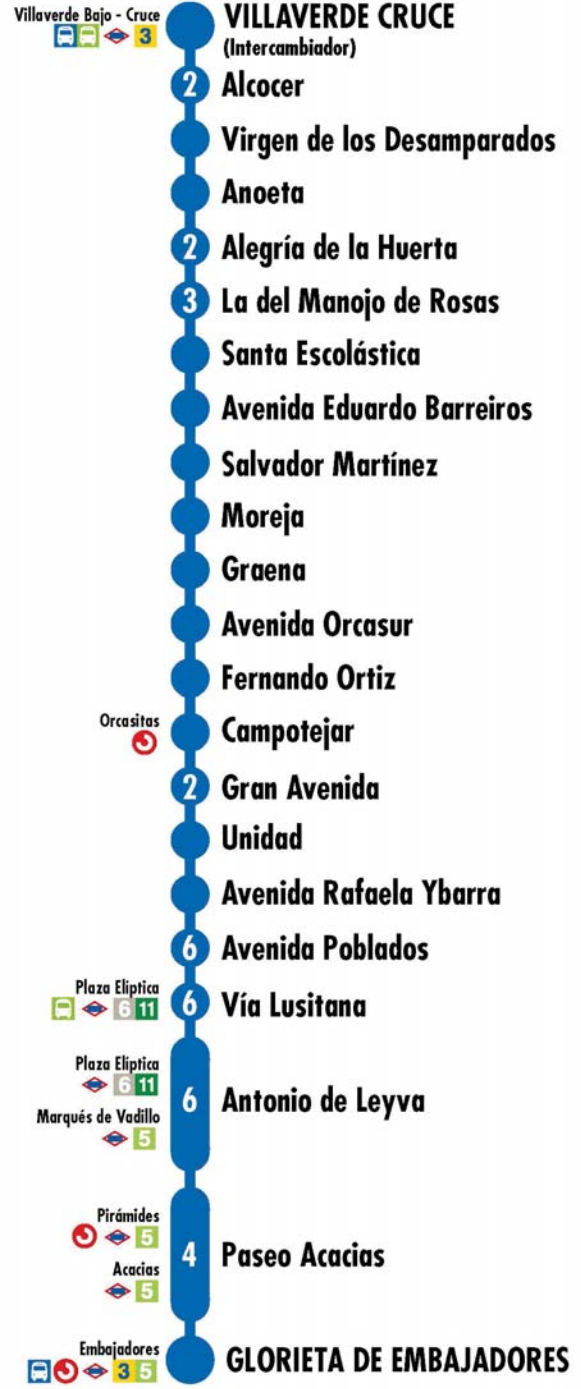 Villaverde Bajo - Cruce
3
VILLAVERDE CRUCE
(Intercambiador)
2 Alcocer
Virgen de los Desamparados
Anoeta
2 Alegría de la Huerta
3 La del Manojo de Rosas
Santa Escolástica
Avenida Eduardo Barreiros
Salvador Martínez
Moreja
Graena
Avenida Orcasur
Fernando Ortiz
Orcasitas
Campotejar
2 Gran Avenida
Unidad
Avenida Rafaela Ybarra
6 Avenida Poblados
Plaza Elíptica
6 11
6 Vía Lusitana
Plaza Elíptica
6 11
Marqués de Vadillo
5
6 Antonio de Leyva
Pirámides
5
Acacias
5
4 Paseo Acacias
Embajadores
3 5
GLORIETA DE EMBAJADORES